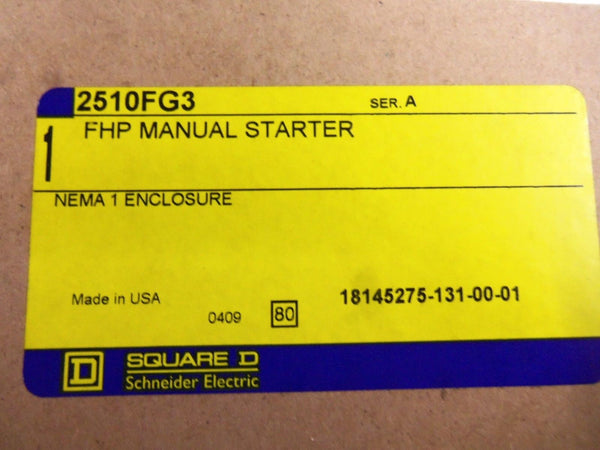 2510FG3 SER. A
1 FHP MANUAL STARTER
NEMA 1 ENCLOSURE
Made in USA 0409 80 18145275-131-00-01
D SQUARE D
Schneider Electric